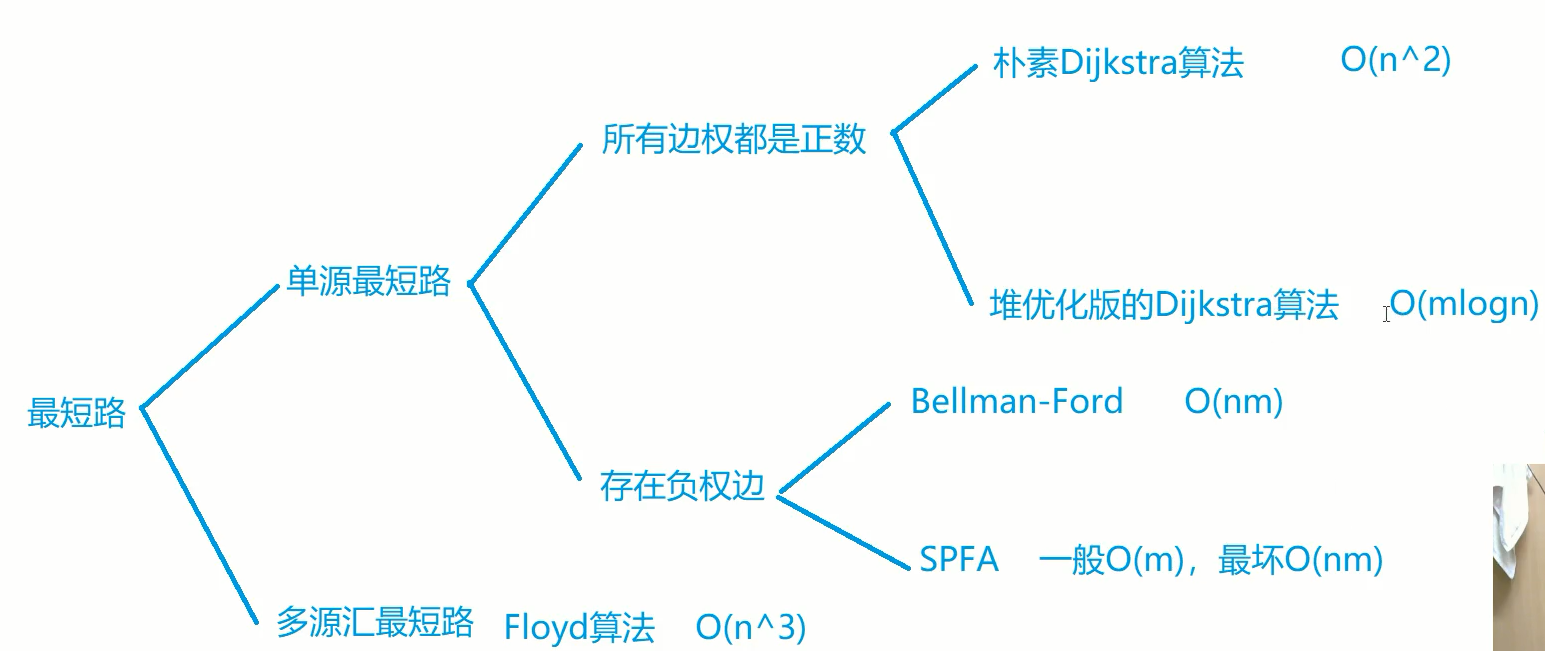 朴素Dijkstra算法 O(n^2)
所有边权都是正数
单源最短路
堆优化版的Dijkstra算法 O(mlogn)
最短路
Bellman-Ford O(nm)
存在负权边
SPFA 一般O(m)，最坏O(nm)
多源汇最短路 Floyd算法 O(n^3)